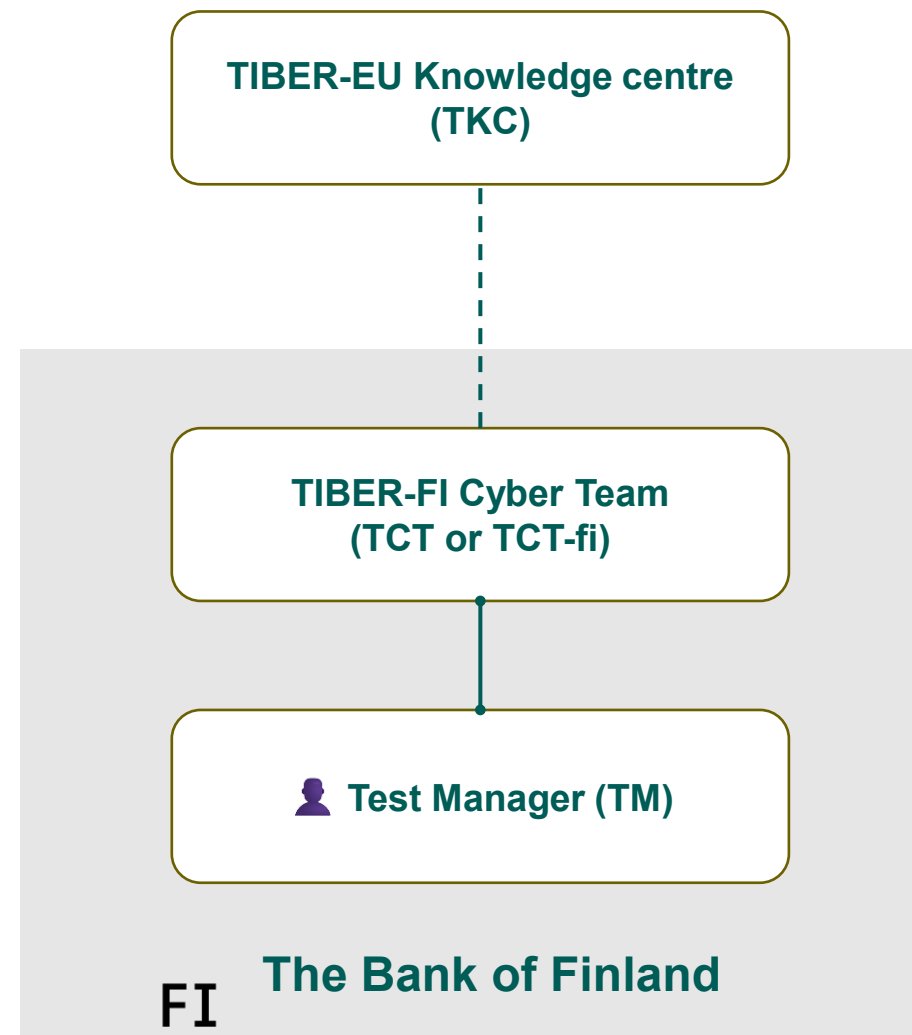 TIBER-EU Knowledge centre
(TKC)
TIBER-FI Cyber Team
(TCT or TCT-fi)
Test Manager (TM)
The Bank of Finland
FI